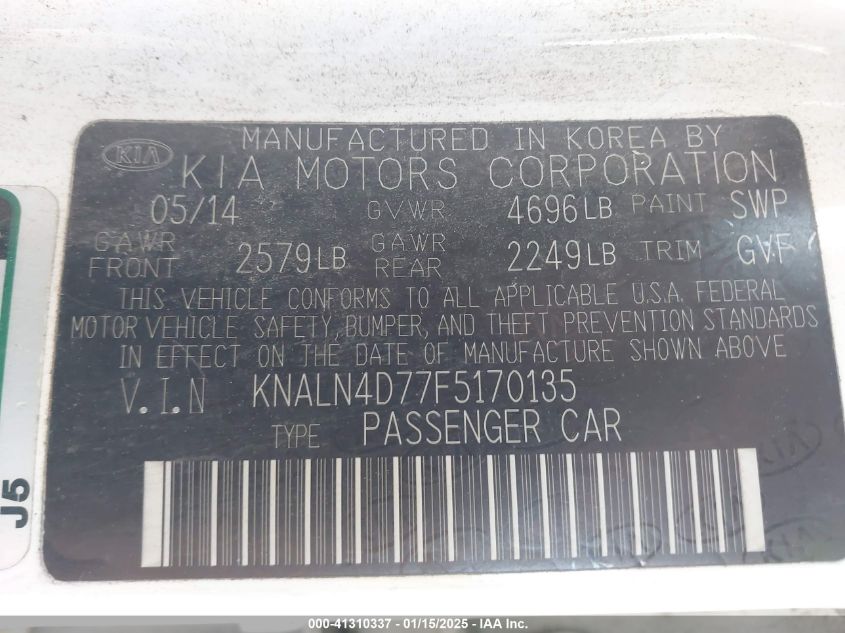 MANUFACTURED IN KOREA BY
KIA
KIA MOTORS CORPORATION
05/14 GVWR 4696LB PAINT SWP
GAWR FRONT 2579LB GAWR REAR 2249LB TRIM GVF
THIS VEHICLE CONFORMS TO ALL APPLICABLE U.S.A. FEDERAL
MOTOR VEHICLE SAFETY, BUMPER, AND THEFT PREVENTION STANDARDS
IN EFFECT ON THE DATE OF MANUFACTURE SHOWN ABOVE
V.I.N KNALN4D77F5170135
TYPE PASSENGER CAR
J5
KIA
KIA
000-41310337 - 01/15/2025 - IAA Inc.